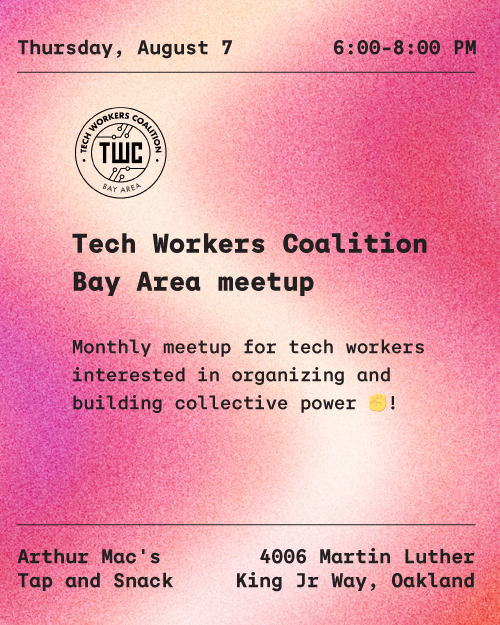 Thursday, August 7
6:00-8:00 PM
TECH WORKERS COALITION
TWC
BAY AREA
Tech Workers Coalition
Bay Area meetup
Monthly meetup for tech workers
interested in organizing and
building collective power ✊!
Arthur Mac's
Tap and Snack
4006 Martin Luther
King Jr Way, Oakland